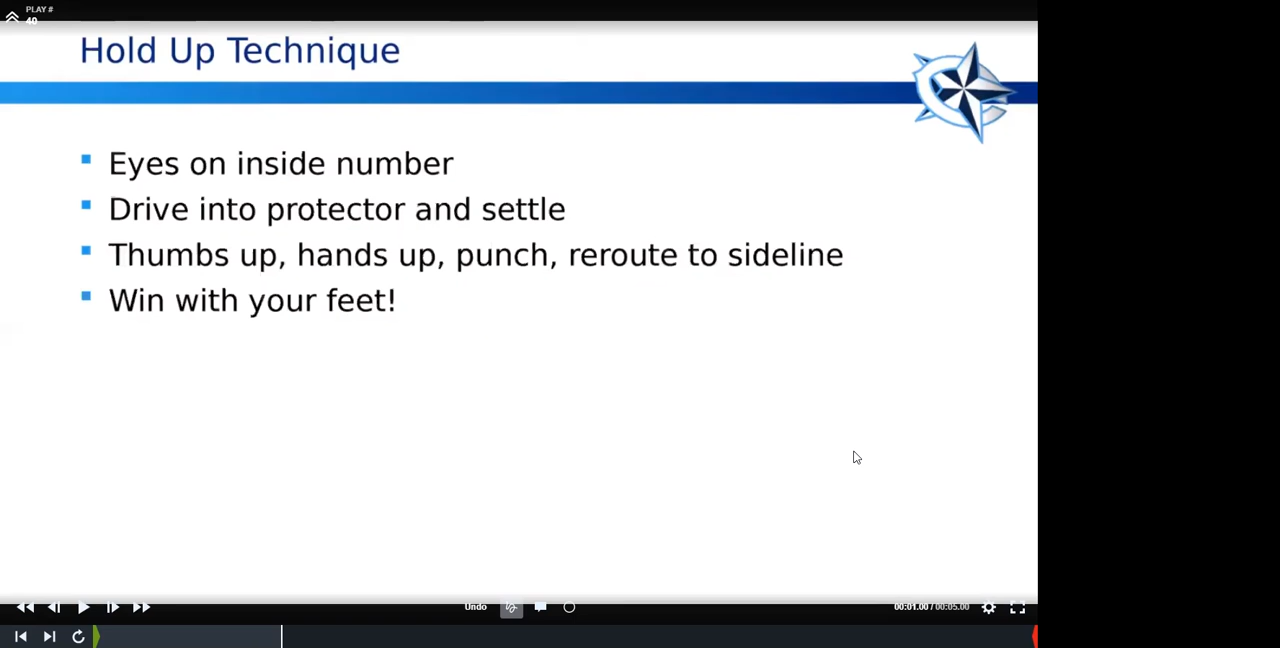 PLAY #
40
Hold Up Technique
Eyes on inside number
Drive into protector and settle
Thumbs up, hands up, punch, reroute to sideline
Win with your feet!
Undo
00:01.00 / 00:05.00